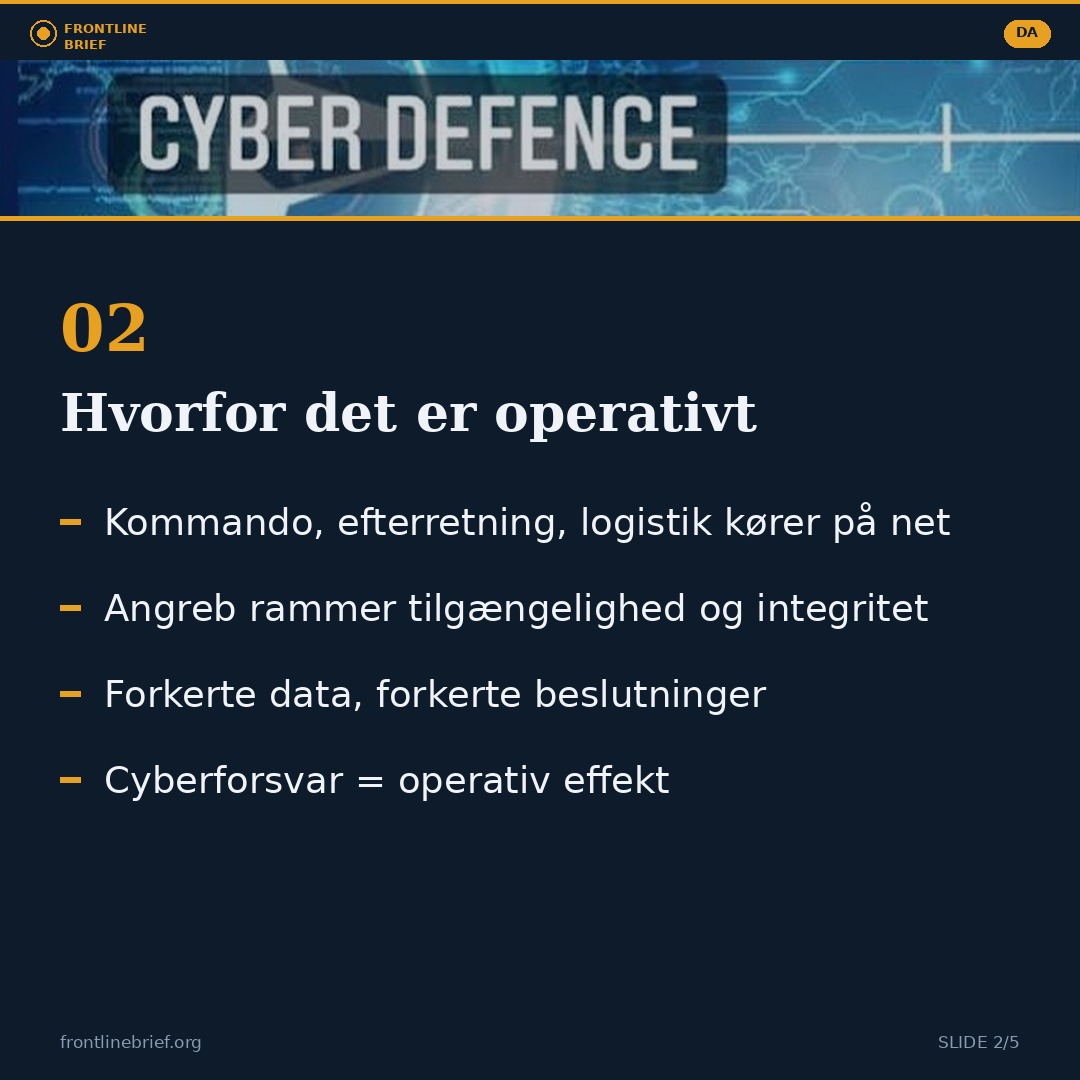 FRONTLINE
BRIEF
DA
CYBER DEFENCE
02
Hvorfor det er operativt
– Kommando, efterretning, logistik kører på net
– Angreb rammer tilgængelighed og integritet
– Forkerte data, forkerte beslutninger
– Cyberforsvar = operativ effekt
frontlinebrief.org
SLIDE 2/5